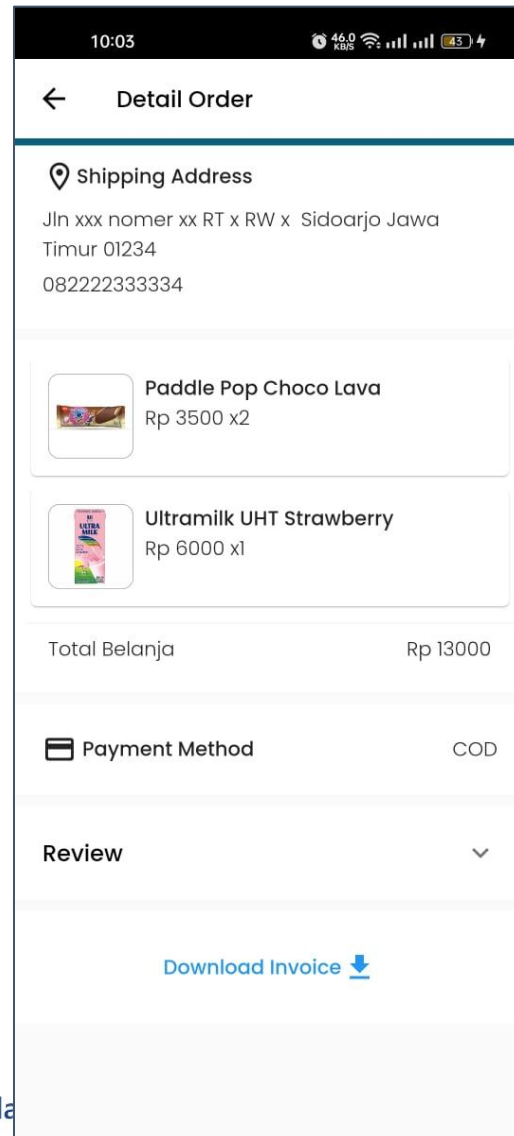 10:03
46.0
KB/S
43
Detail Order
Shipping Address
Jln xxx nomer xx RT x RW x Sidoarjo Jawa
Timur 01234
082222333334
Paddle Pop Choco Lava
Rp 3500 x2
ULTRA
MILK
Ultramilk UHT Strawberry
Rp 6000 x1
Total Belanja
Rp 13000
Payment Method
COD
Review
Download Invoice